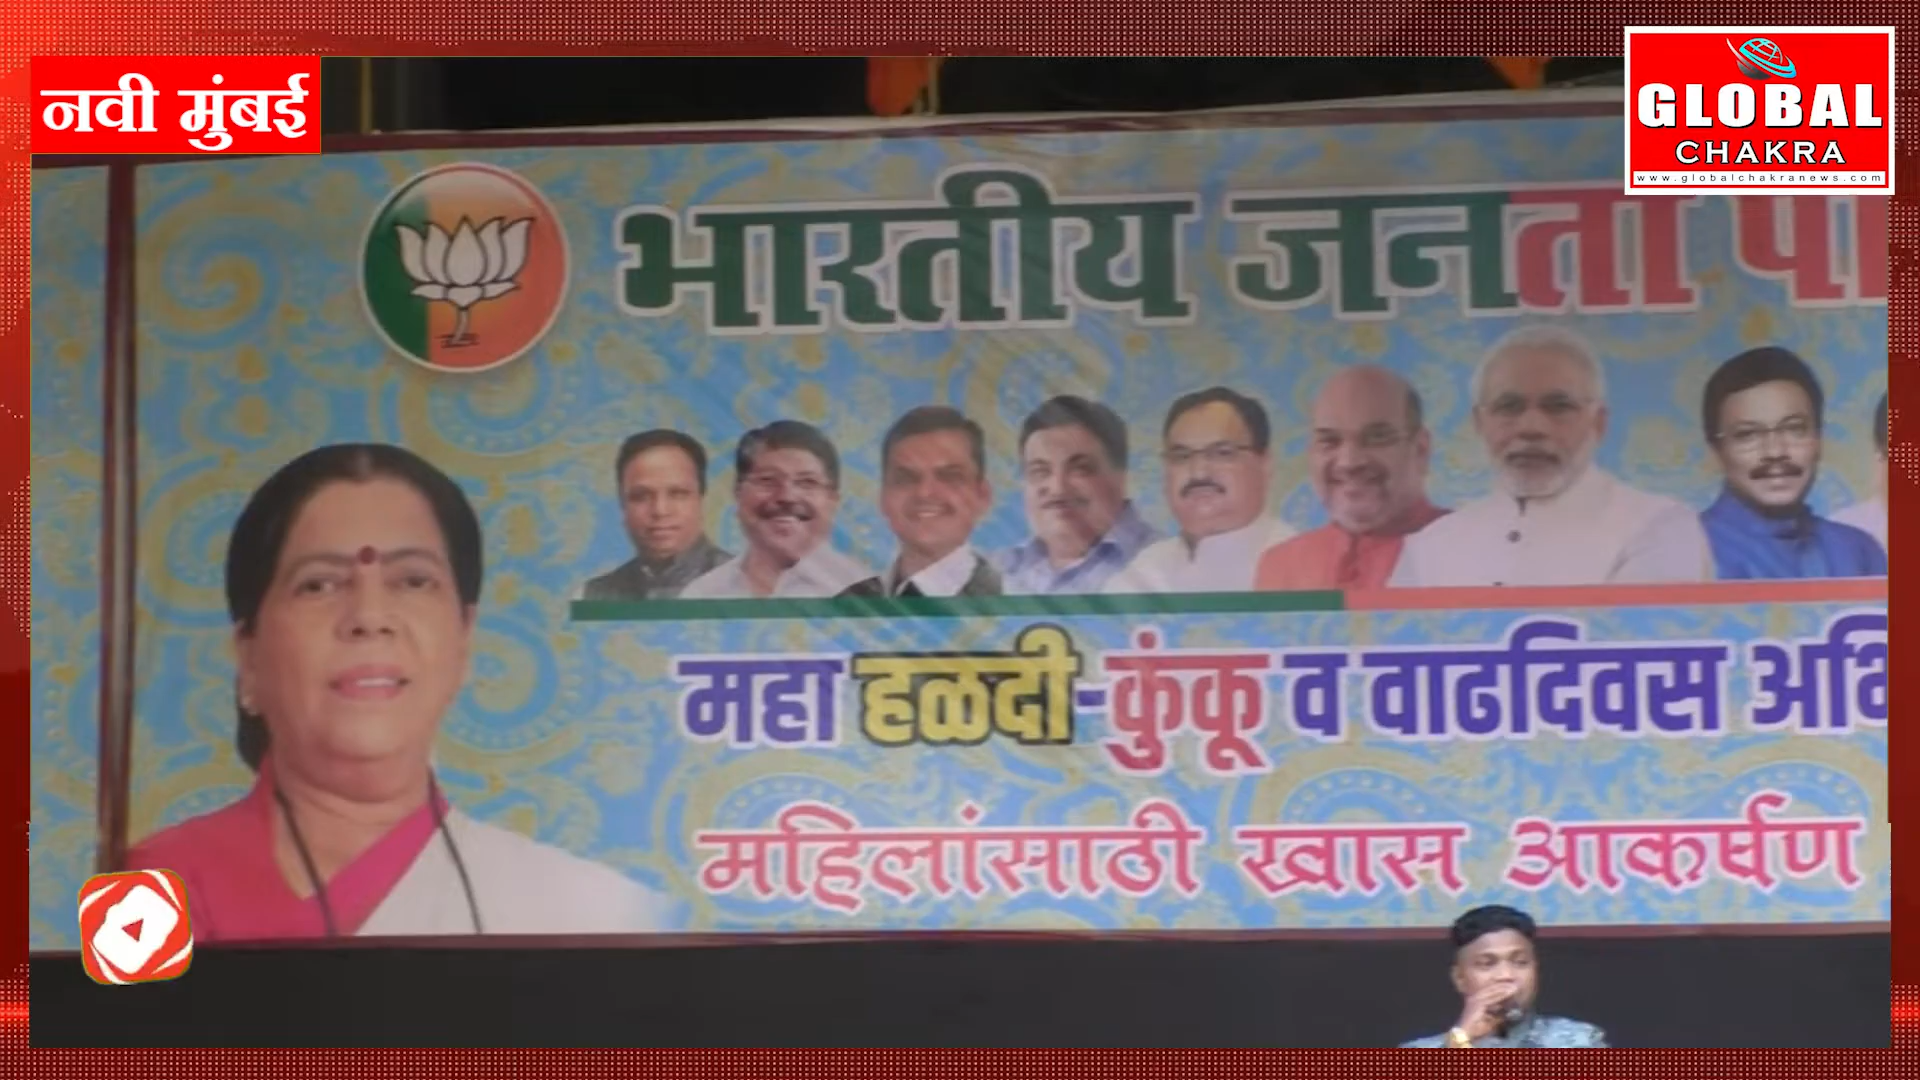 नवी मुंबई
GLOBAL
CHAKRA
www.globalchakranews.com
भारतीय जनता
महा हळदी-कुंकू व वाढदिवस
महिलांसाठी खास आकर्षण